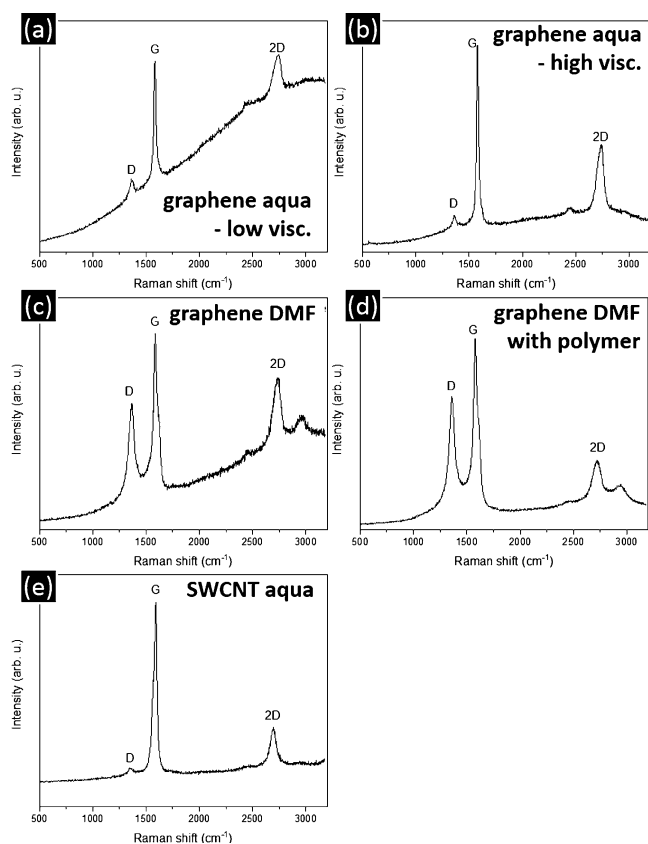 (a)
G
2D
D
graphene aqua
- low visc.
Intensity (arb. u.)
500 1000 1500 2000 2500 3000
Raman shift (cm-1)
(b)
graphene aqua
- high visc.
G
2D
D
Intensity (arb. u.)
500 1000 1500 2000 2500 3000
Raman shift (cm-1)
(c)
graphene DMF
G
D
2D
Intensity (arb. u.)
500 1000 1500 2000 2500 3000
Raman shift (cm-1)
(d)
graphene DMF
with polymer
G
D
2D
Intensity (arb. u.)
500 1000 1500 2000 2500 3000
Raman shift (cm-1)
(e)
SWCNT aqua
G
2D
D
Intensity (arb. u.)
500 1000 1500 2000 2500 3000
Raman shift (cm-1)